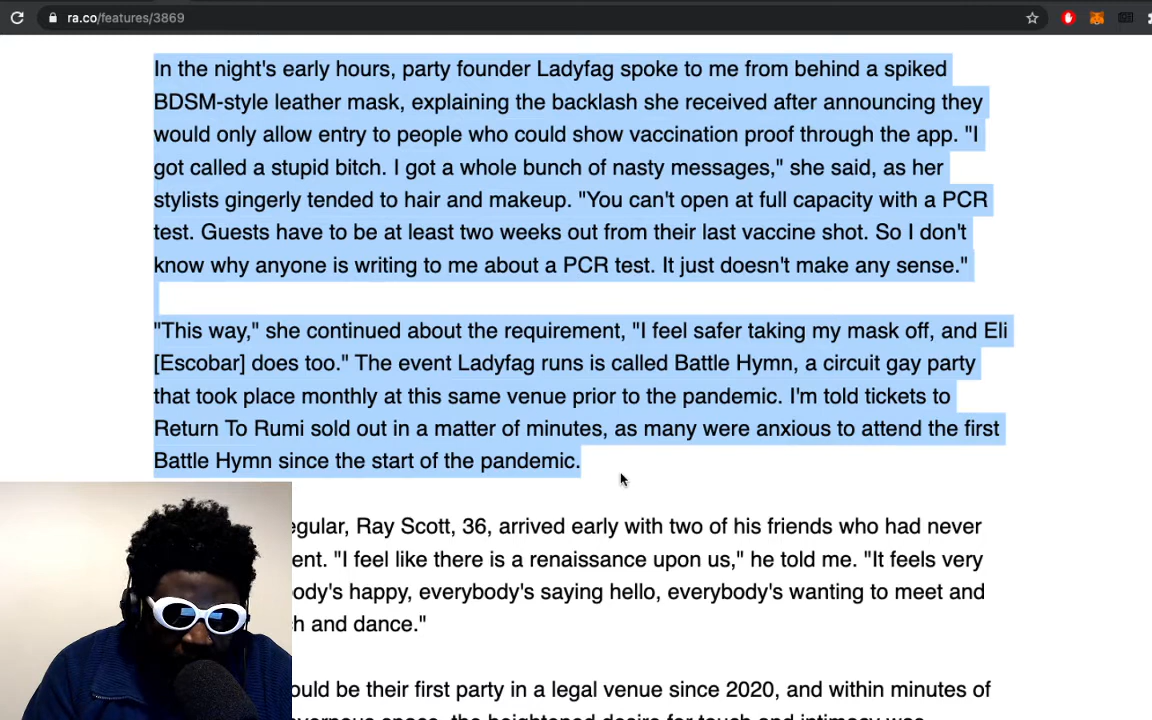 ra.co/features/3869
In the night's early hours, party founder Ladyfag spoke to me from behind a spiked
BDSM-style leather mask, explaining the backlash she received after announcing they
would only allow entry to people who could show vaccination proof through the app. "I
got called a stupid bitch. I got a whole bunch of nasty messages," she said, as her
stylists gingerly tended to hair and makeup. "You can't open at full capacity with a PCR
test. Guests have to be at least two weeks out from their last vaccine shot. So I don't
know why anyone is writing to me about a PCR test. It just doesn't make any sense."
"This way," she continued about the requirement, "I feel safer taking my mask off, and Eli
[Escobar] does too." The event Ladyfag runs is called Battle Hymn, a circuit gay party
that took place monthly at this same venue prior to the pandemic. I'm told tickets to
Return To Rumi sold out in a matter of minutes, as many were anxious to attend the first
Battle Hymn since the start of the pandemic.
egular, Ray Scott, 36, arrived early with two of his friends who had never
ent. "I feel like there is a renaissance upon us," he told me. "It feels very
ody's happy, everybody's saying hello, everybody's wanting to meet and
h and dance."
ould be their first party in a legal venue since 2020, and within minutes of